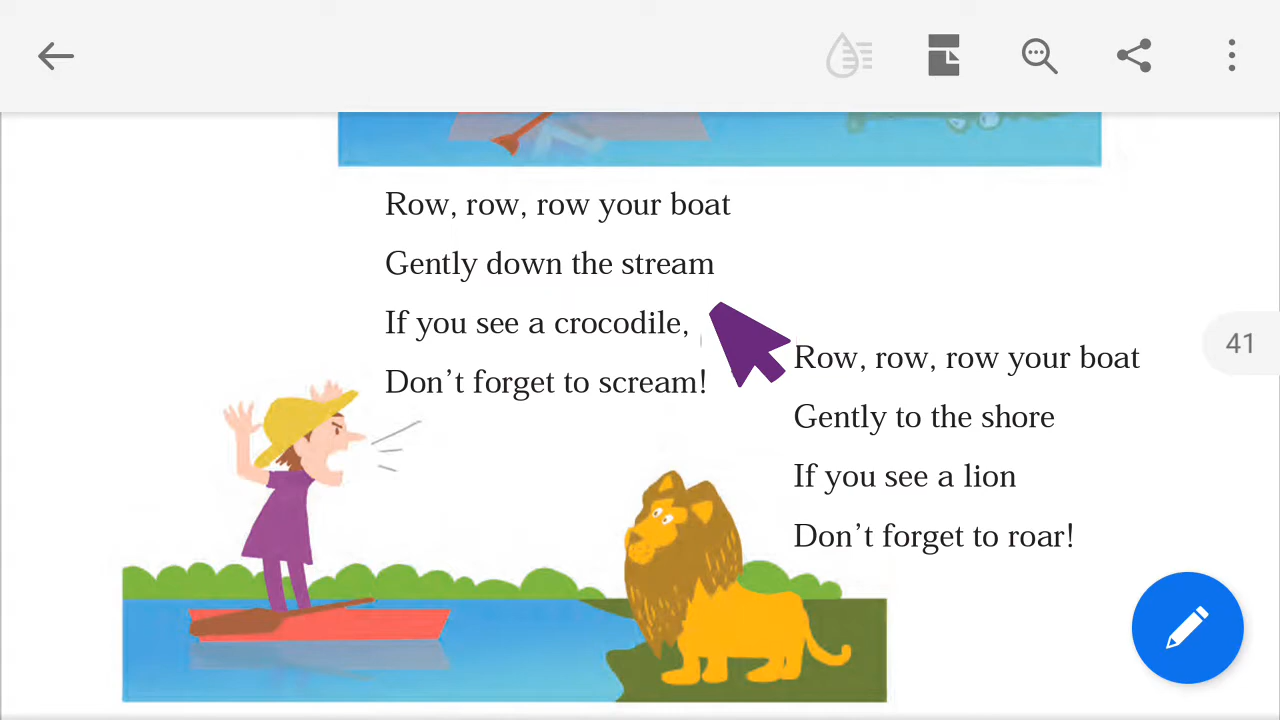 Row, row, row your boat
Gently down the stream
If you see a crocodile,
Don't forget to scream!
Row, row, row your boat
Gently to the shore
If you see a lion
Don't forget to roar!
41